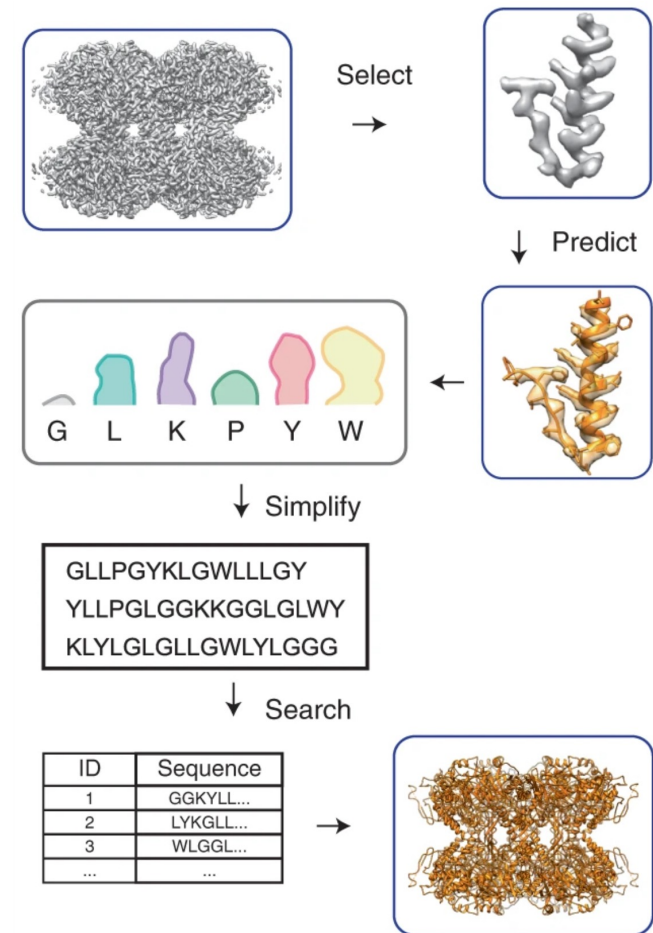 Select
Predict
G L K P Y W
Simplify
GLLPGYKLGWLLLGY
YLLPGLGGKKGGLGLWY
KLYLGLGLLGWLYLGGG
Search
ID Sequence
1 GGKYLL...
2 LYKGLL...
3 WLGGL...
... ...